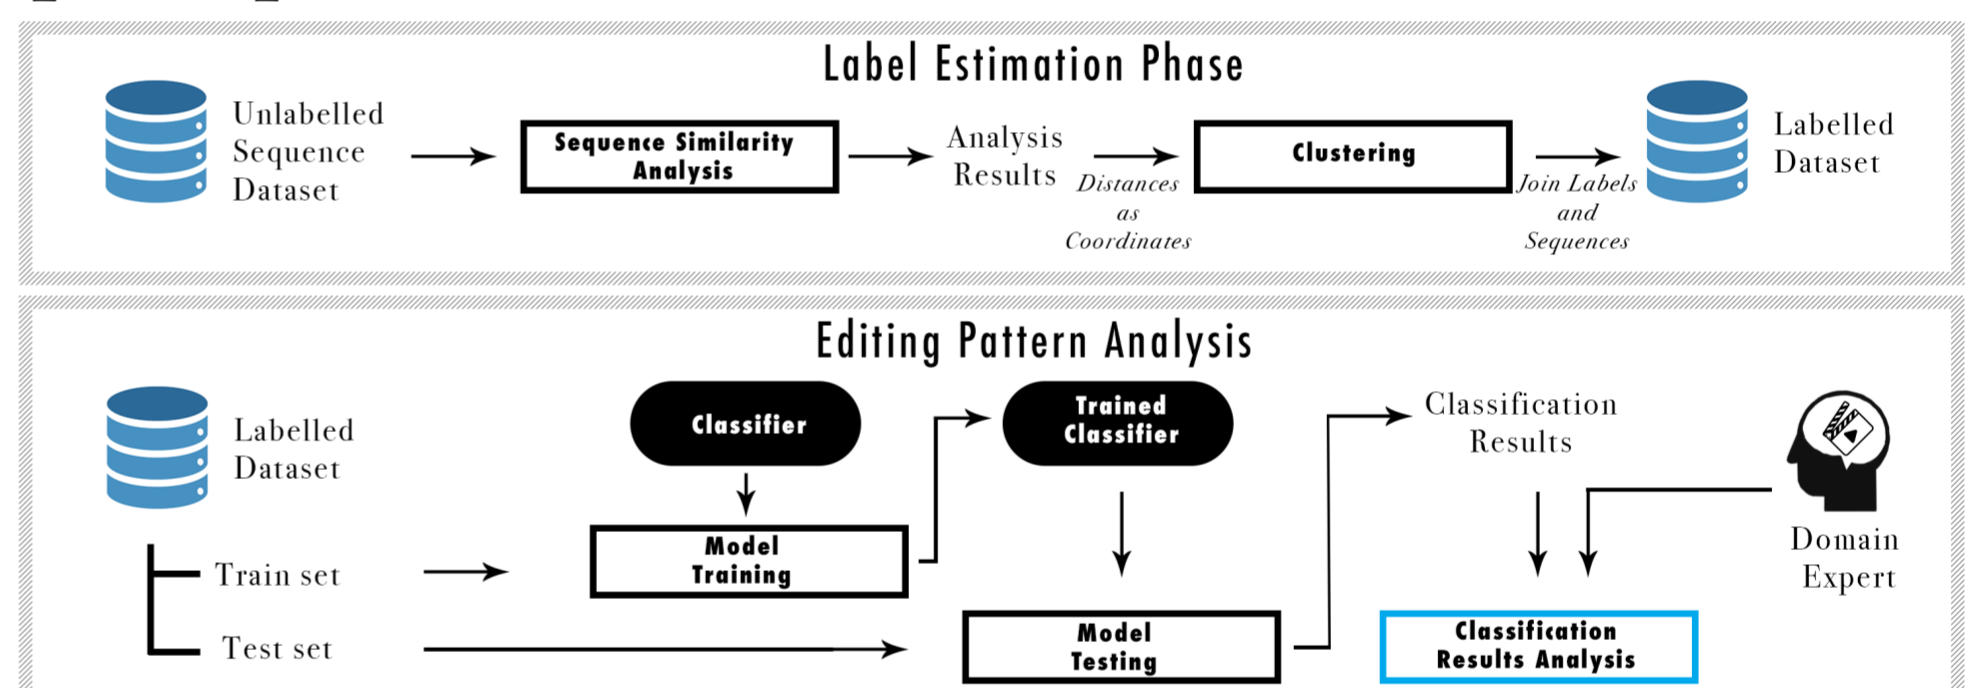 Label Estimation Phase
Unlabelled
Sequence
Dataset
Sequence Similarity
Analysis
Analysis
Results
Distances
as
Coordinates
Clustering
Join Labels
and
Sequences
Labelled
Dataset
Editing Pattern Analysis
Labelled
Dataset
Train set
Test set
Classifier
Model
Training
Trained
Classifier
Model
Testing
Classification
Results
Domain
Expert
Classification
Results Analysis